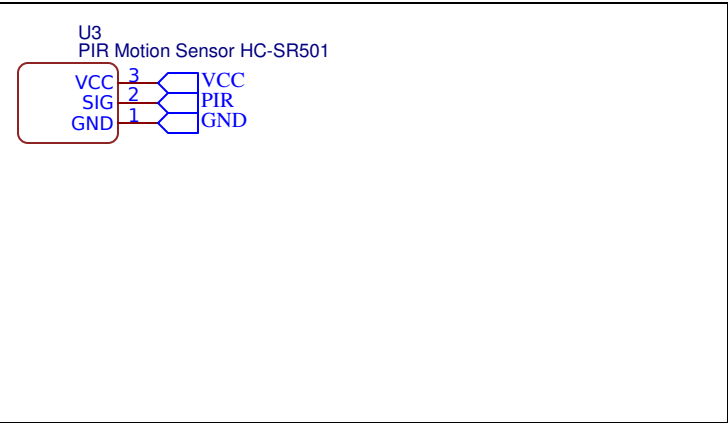 U3
PIR Motion Sensor HC-SR501
VCC 3 VCC
SIG 2 PIR
GND 1 GND